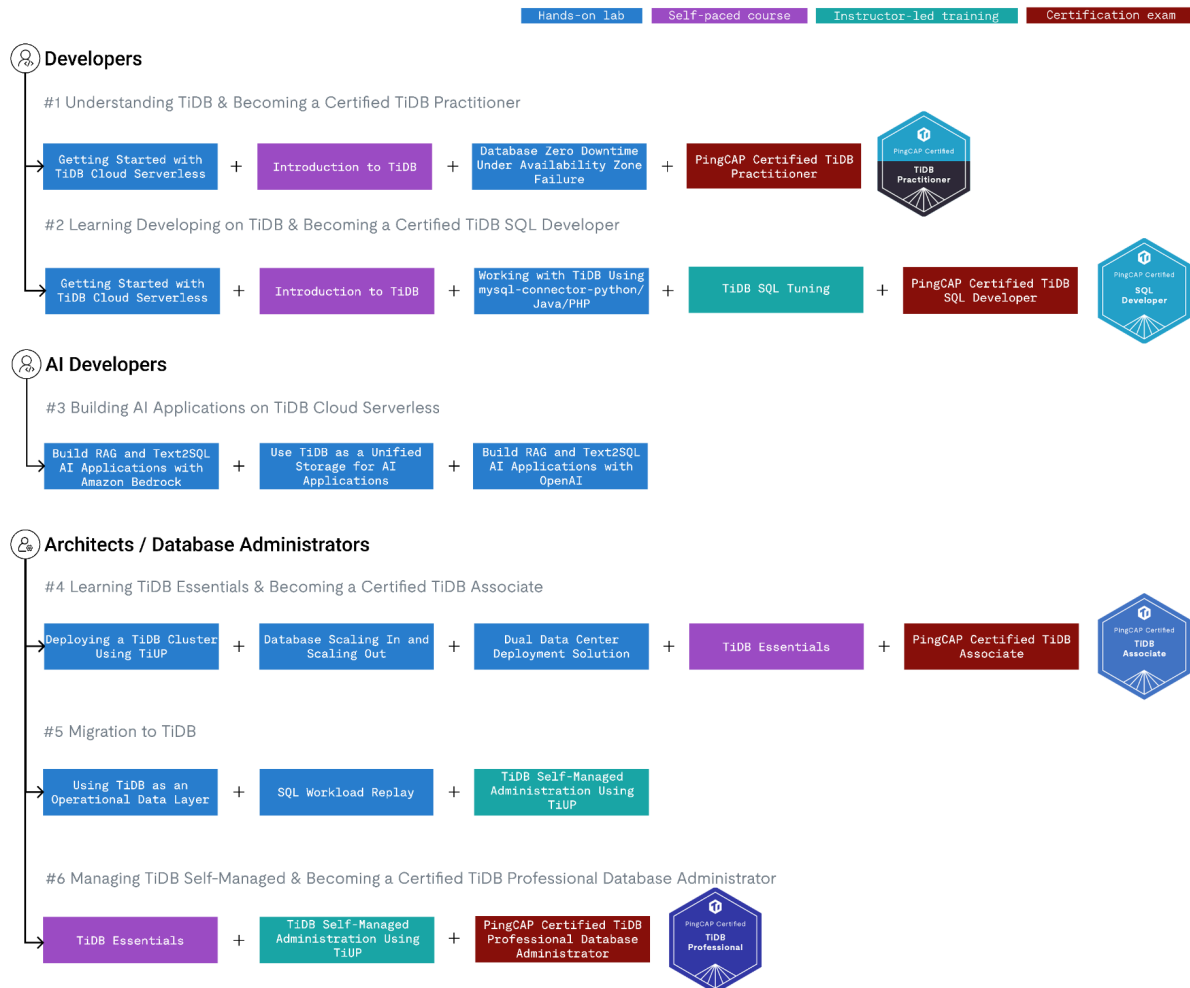 Hands-on lab
Self-paced course
Instructor-led training
Certification exam
Developers
#1 Understanding TiDB & Becoming a Certified TiDB Practitioner
Getting Started with
TiDB Cloud Serverless
+
Introduction to TiDB
+
Database Zero Downtime
Under Availability Zone
Failure
+
PingCAP Certified TiDB
Practitioner
PingCAP Certified
TiDB
Practitioner
#2 Learning Developing on TiDB & Becoming a Certified TiDB SQL Developer
Getting Started with
TiDB Cloud Serverless
+
Introduction to TiDB
+
Working with TiDB Using
mysql-connector-python/
Java/PHP
+
TiDB SQL Tuning
+
PingCAP Certified TiDB
SQL Developer
PingCAP Certified
SQL
Developer
AI Developers
#3 Building AI Applications on TiDB Cloud Serverless
Build RAG and Text2SQL
AI Applications with
Amazon Bedrock
+
Use TiDB as a Unified
Storage for AI
Applications
+
Build RAG and Text2SQL
AI Applications with
OpenAI
Architects / Database Administrators
#4 Learning TiDB Essentials & Becoming a Certified TiDB Associate
Deploying a TiDB Cluster
Using TiUP
+
Database Scaling In and
Scaling Out
+
Dual Data Center
Deployment Solution
+
TiDB Essentials
+
PingCAP Certified TiDB
Associate
PingCAP Certified
TiDB
Associate
#5 Migration to TiDB
Using TiDB as an
Operational Data Layer
+
SQL Workload Replay
+
TiDB Self-Managed
Administration Using
TiUP
#6 Managing TiDB Self-Managed & Becoming a Certified TiDB Professional Database Administrator
TiDB Essentials
+
TiDB Self-Managed
Administration Using
TiUP
+
PingCAP Certified TiDB
Professional Database
Administrator
PingCAP Certified
TiDB
Professional